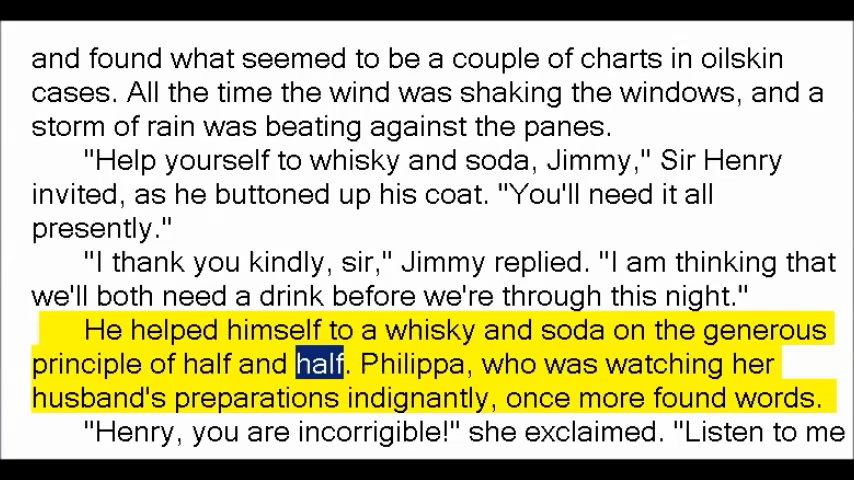 and found what seemed to be a couple of charts in oilskin
cases. All the time the wind was shaking the windows, and a
storm of rain was beating against the panes.
"Help yourself to whisky and soda, Jimmy," Sir Henry
invited, as he buttoned up his coat. "You'll need it all
presently."
"I thank you kindly, sir," Jimmy replied. "I am thinking that
we'll both need a drink before we're through this night."
He helped himself to a whisky and soda on the generous
principle of half and half. Philippa, who was watching her
husband's preparations indignantly, once more found words.
"Henry, you are incorrigible!" she exclaimed. "Listen to me